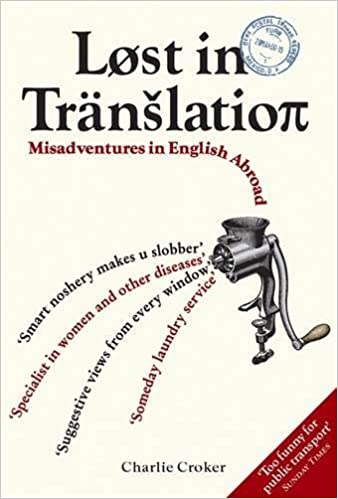 Løst in
Tränšlatioπ
Misadventures in English Abroad
'Smart noshery makes u slobber'
'Specialist in women and other diseases'
'Suggestive views from every window'
'Someday laundry service'
'Too funny for
public transport'
SUNDAY TIMES
Charlie Croker